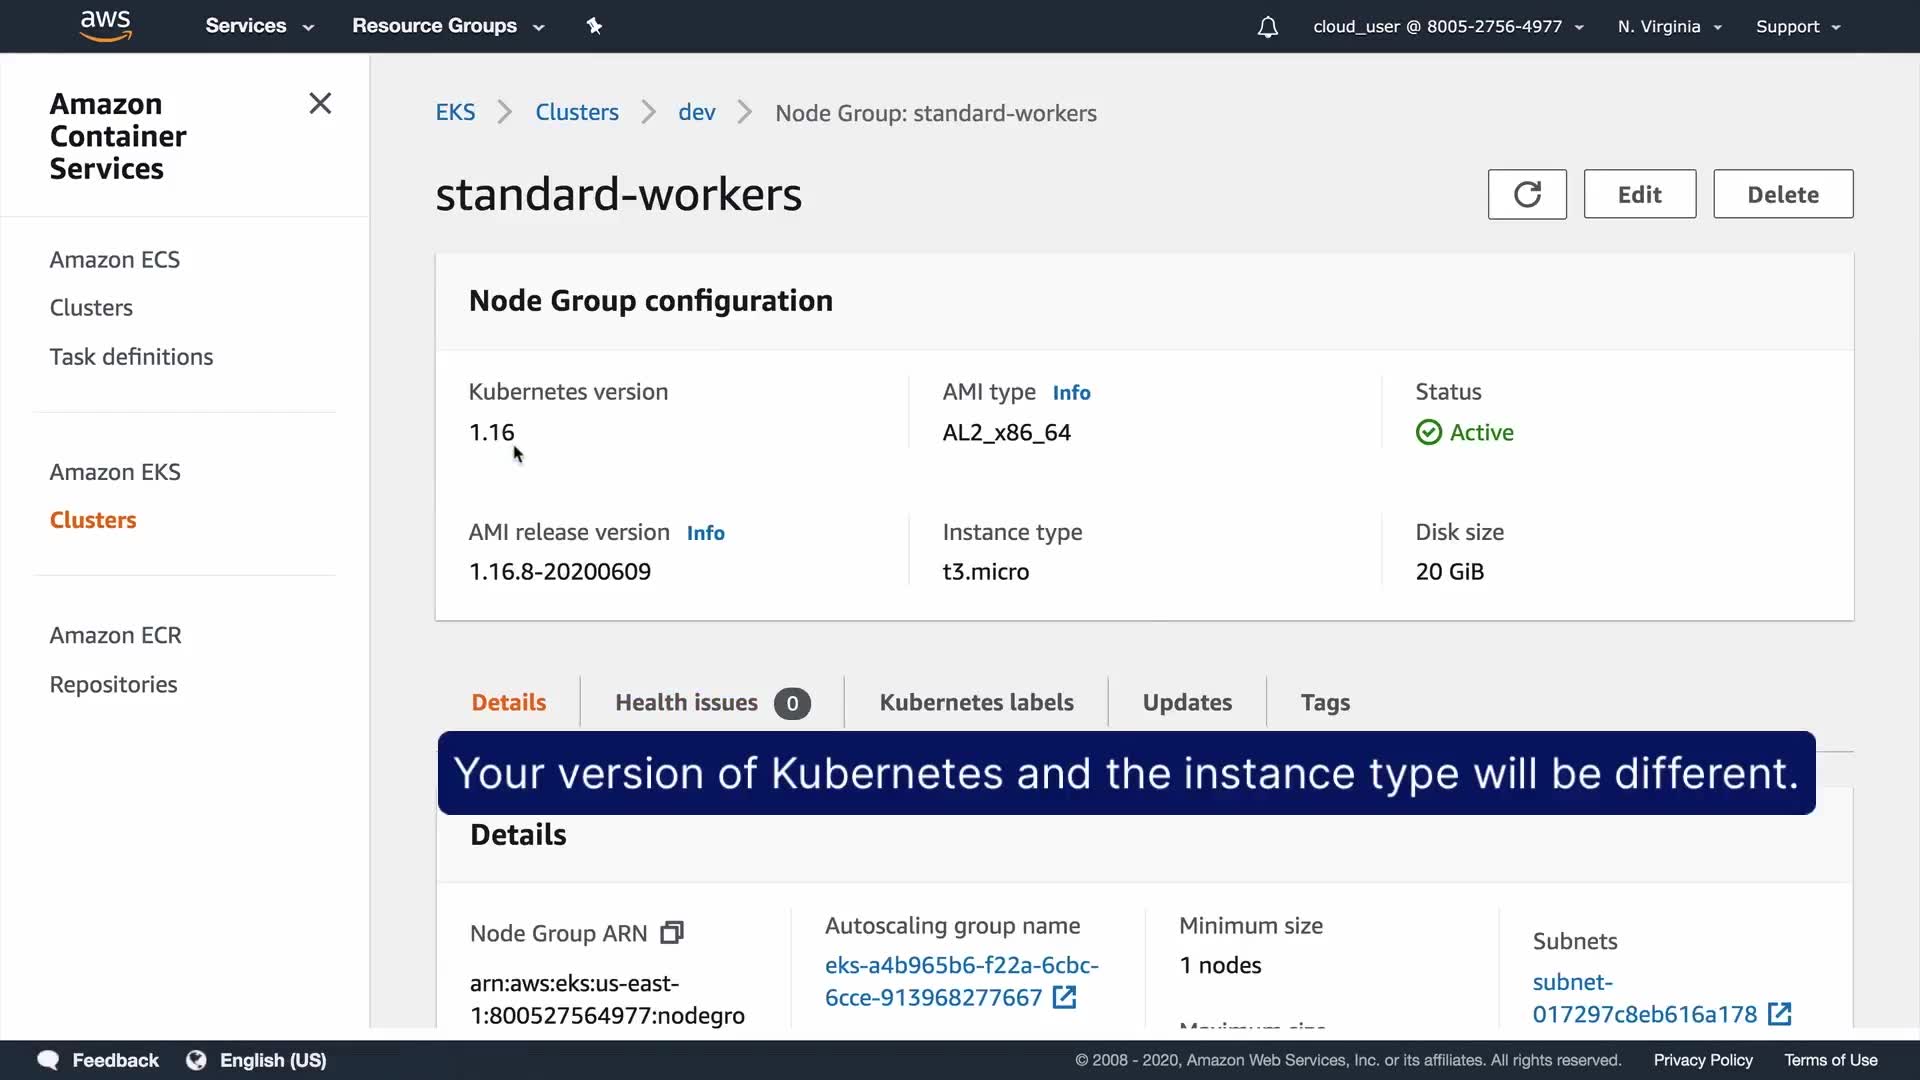 aws Services Resource Groups cloud_user @ 8005-2756-4977 N. Virginia Support
Amazon
Container
Services
Amazon ECS
Clusters
Task definitions
Amazon EKS
Clusters
Amazon ECR
Repositories
EKS Clusters dev Node Group: standard-workers
standard-workers
Edit Delete
Node Group configuration
Kubernetes version AMI type Info Status
1.16 AL2_x86_64 Active
AMI release version Info Instance type Disk size
1.16.8-20200609 t3.micro 20 GiB
Details Health issues 0 Kubernetes labels Updates Tags
Your version of Kubernetes and the instance type will be different.
Details
Node Group ARN
arn:aws:eks:us-east-
1:800527564977:nodegro
Autoscaling group name
eks-a4b965b6-f22a-6cbc-
6cce-913968277667
Minimum size
1 nodes
Subnets
subnet-
017297c8eb616a178
Feedback English (US) © 2008 - 2020, Amazon Web Services, Inc. or its affiliates. All rights reserved. Privacy Policy Terms of Use